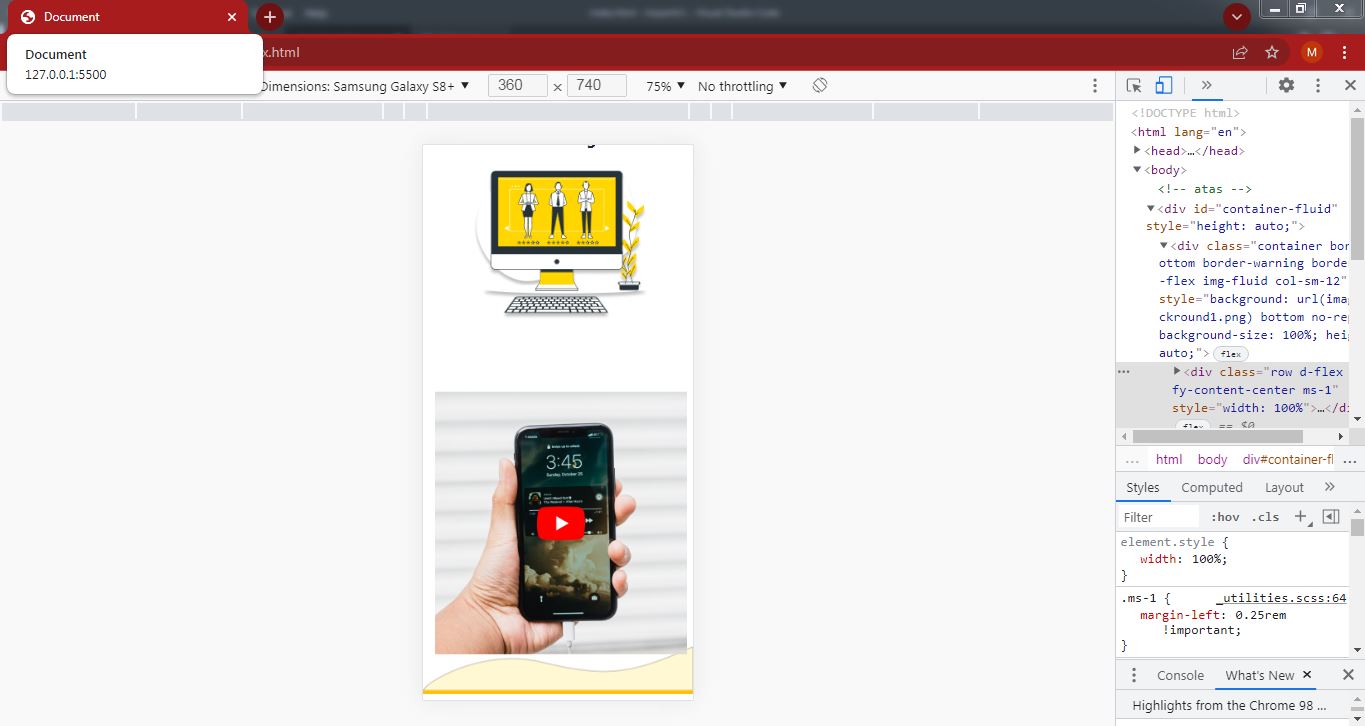 Document
Document
127.0.0.1:5500
x.html
M
Dimensions: Samsung Galaxy S8+ ▼ 360 × 740 75% ▼ No throttling ▼
3:45
Sunday, October 25
<!DOCTYPE html>
<html lang="en">
▶<head>…</head>
▼<body>
<!-- atas -->
▼<div id="container-fluid"
style="height: auto;">
▼<div class="container bor
ottom border-warning borde
-flex img-fluid col-sm-12"
style="background: url(ima
ckround1.png) bottom no-re
background-size: 100%; hei
auto;"> flex
… ▶<div class="row d-flex
fy-content-center ms-1"
style="width: 100%">…</di
flex == $0
… html body div#container-fl …
Styles Computed Layout »
Filter :hov .cls +
element.style {
width: 100%;
}
.ms-1 { _utilities.scss:64
margin-left: 0.25rem
!important;
}
Console What's New ×
Highlights from the Chrome 98 ...